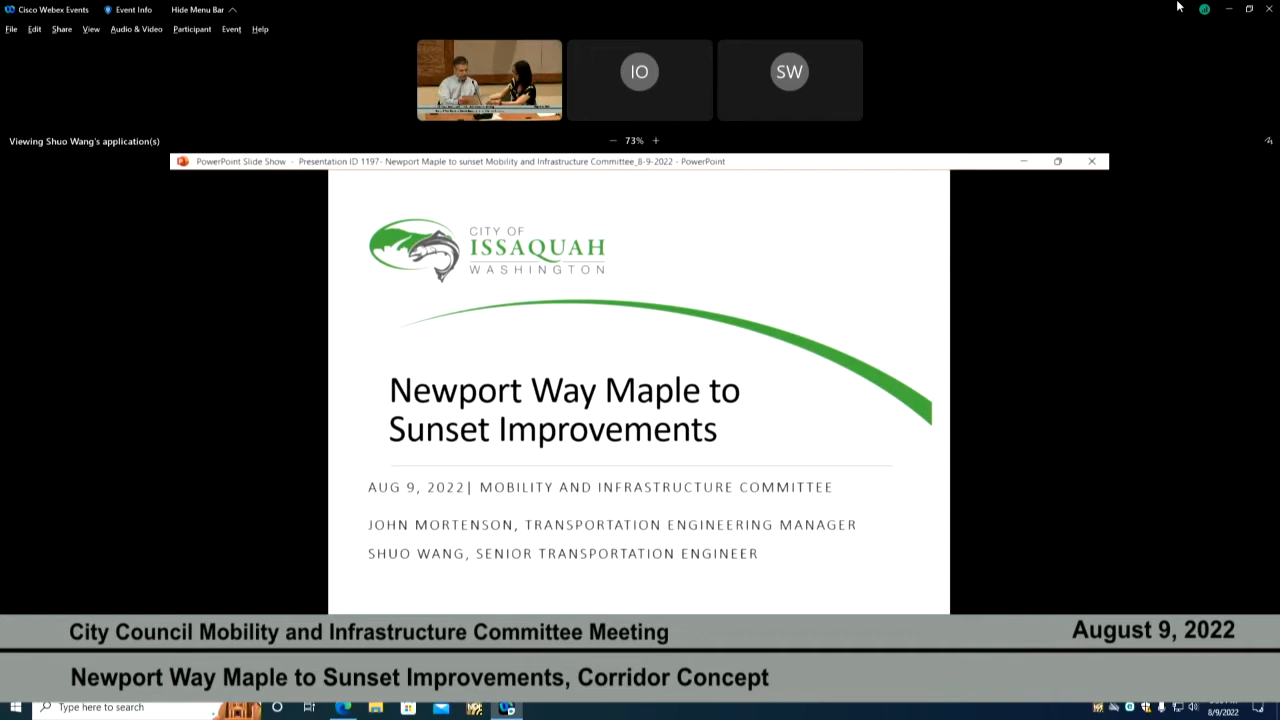 Cisco Webex Events
Event Info
Hide Menu Bar
File Edit Share View Audio & Video Participant Event Help
IO
SW
Viewing Shuo Wang's application(s)
73%
PowerPoint Slide Show - Presentation ID 1197- Newport Maple to sunset Mobility and Infrastructure Committee_8-9-2022 - PowerPoint
CITY OF
ISSAQUAH
WASHINGTON
Newport Way Maple to
Sunset Improvements
AUG 9, 2022| MOBILITY AND INFRASTRUCTURE COMMITTEE
JOHN MORTENSON, TRANSPORTATION ENGINEERING MANAGER
SHUO WANG, SENIOR TRANSPORTATION ENGINEER
City Council Mobility and Infrastructure Committee Meeting
August 9, 2022
Newport Way Maple to Sunset Improvements, Corridor Concept
Type here to search
8/9/2022